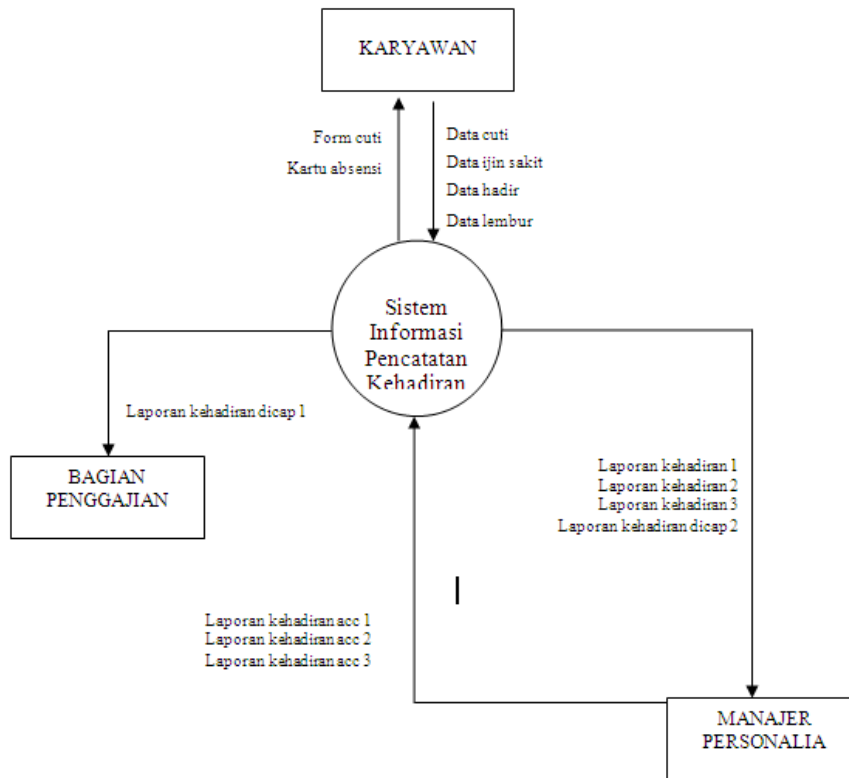 KARYAWAN
Form cuti
Kartu absensi
Data cuti
Data ijin sakit
Data hadir
Data lembur
Sistem
Informasi
Pencatatan
Kehadiran
Laporan kehadiran dicap 1
BAGIAN
PENGGAJIAN
Laporan kehadiran 1
Laporan kehadiran 2
Laporan kehadiran 3
Laporan kehadiran dicap 2
Laporan kehadiran acc 1
Laporan kehadiran acc 2
Laporan kehadiran acc 3
MANAJER
PERSONALIA